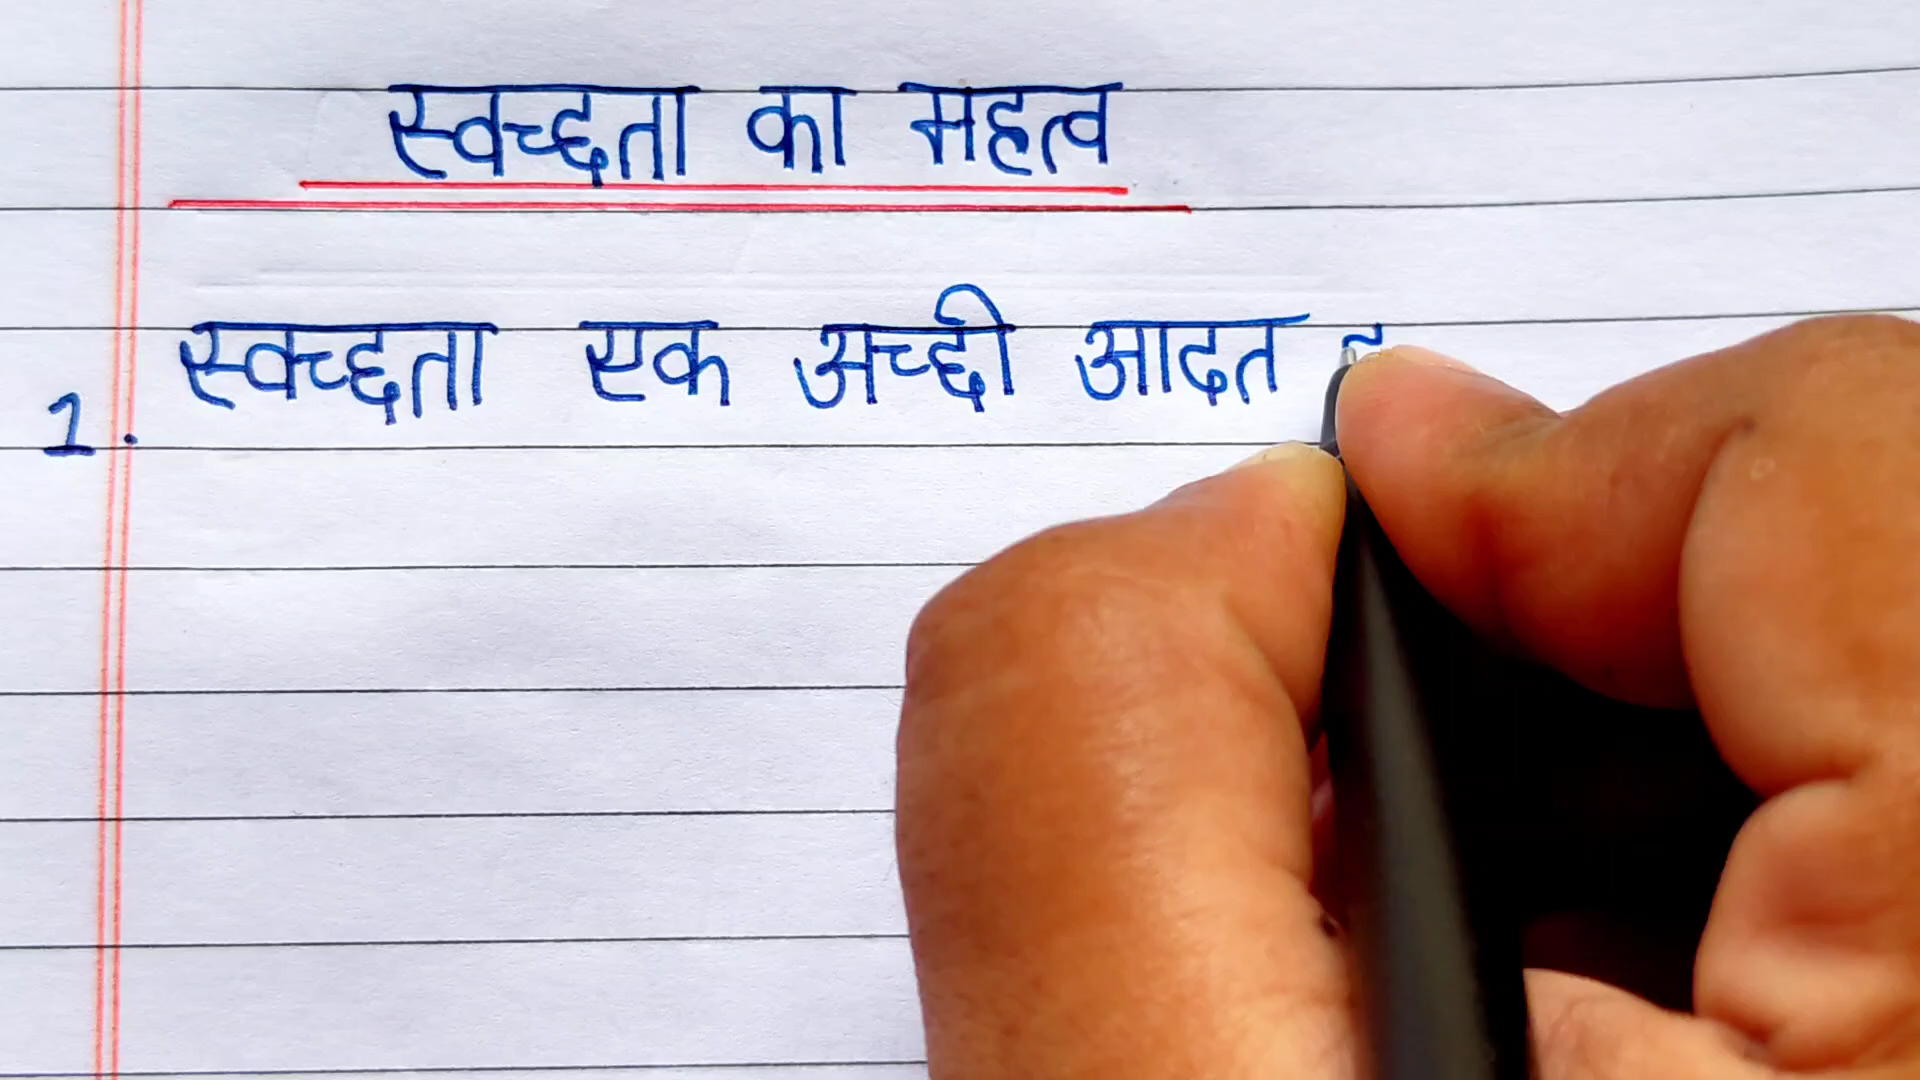 स्वच्छता का महत्व
1. स्वच्छता एक अच्छी आदत